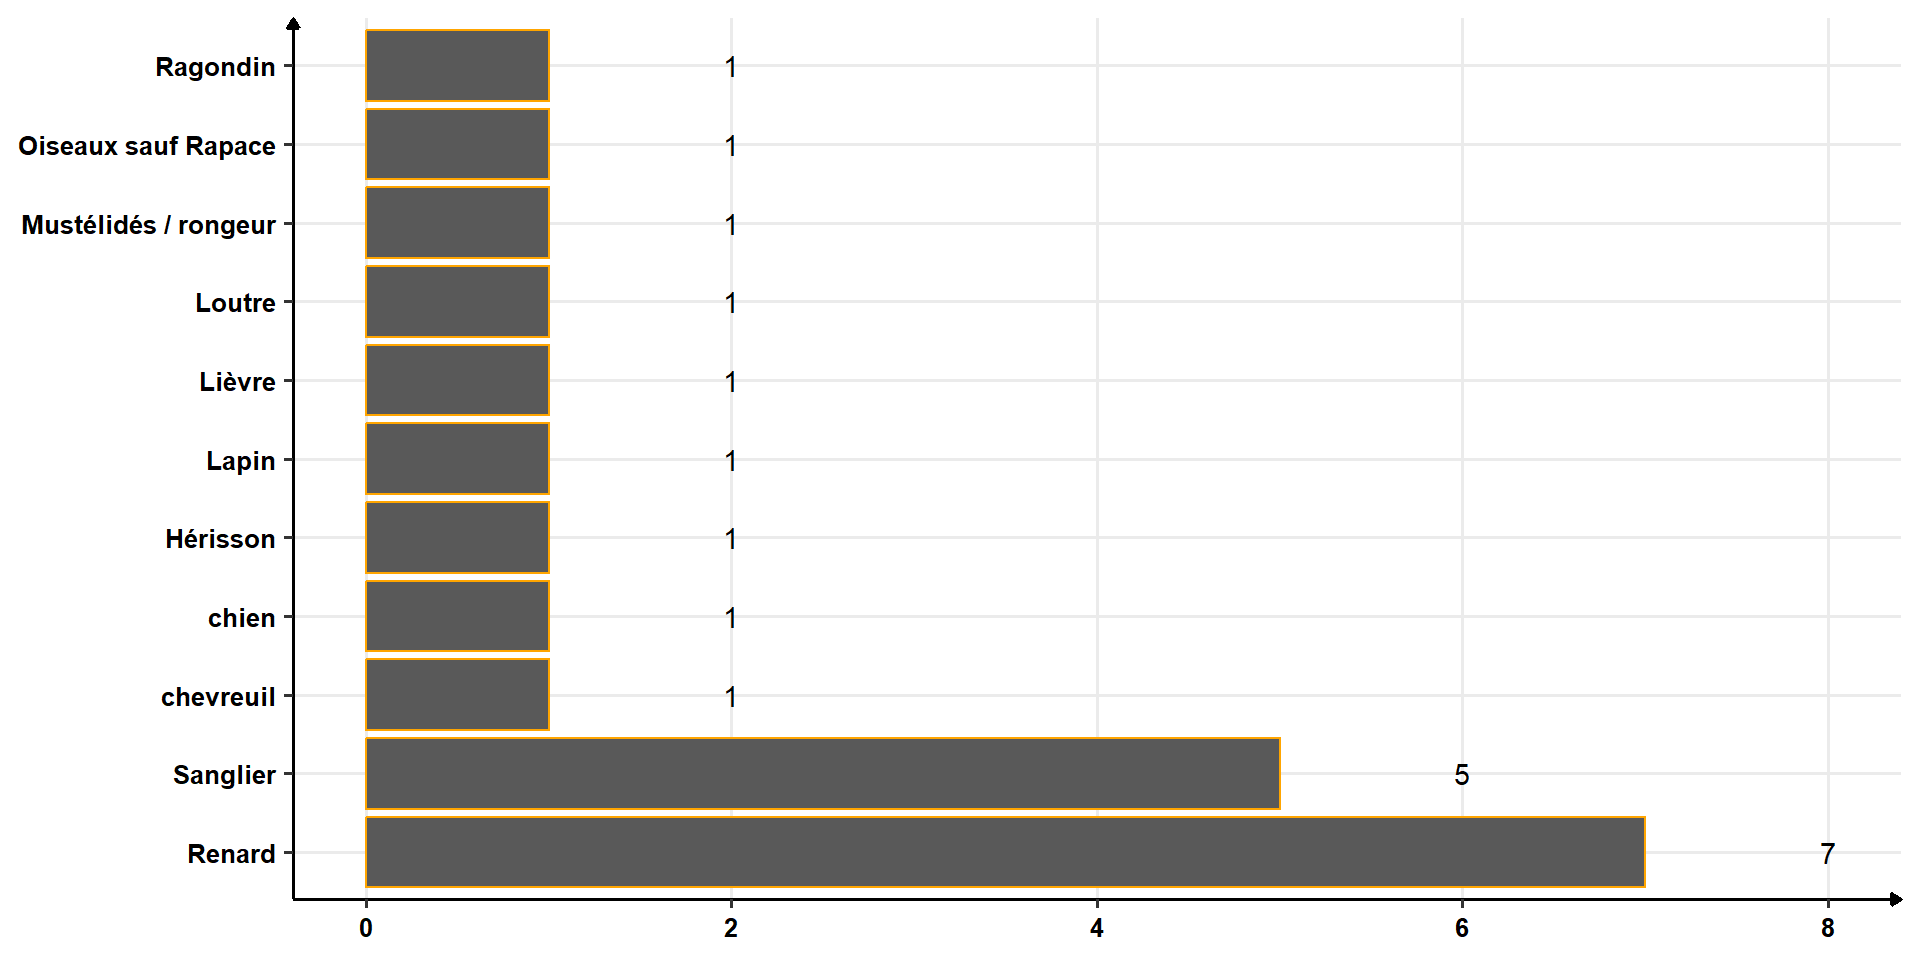 Ragondin 1
Oiseaux sauf Rapace 1
Mustélidés / rongeur 1
Loutre 1
Lièvre 1
Lapin 1
Hérisson 1
chien 1
chevreuil 1
Sanglier 5
Renard 7
0 2 4 6 8